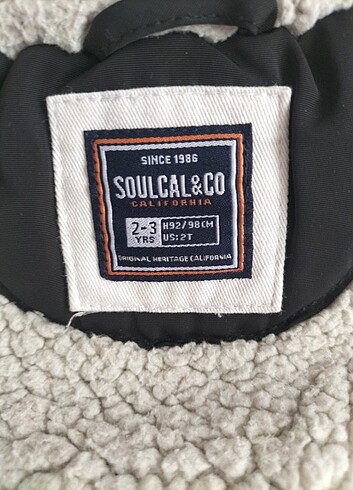 SINCE 1986
SOULCAL&CO
CALIFORNIA
2-3 YRS
H92/98CM
US:2T
ORIGINAL HERITAGE CALIFORNIA